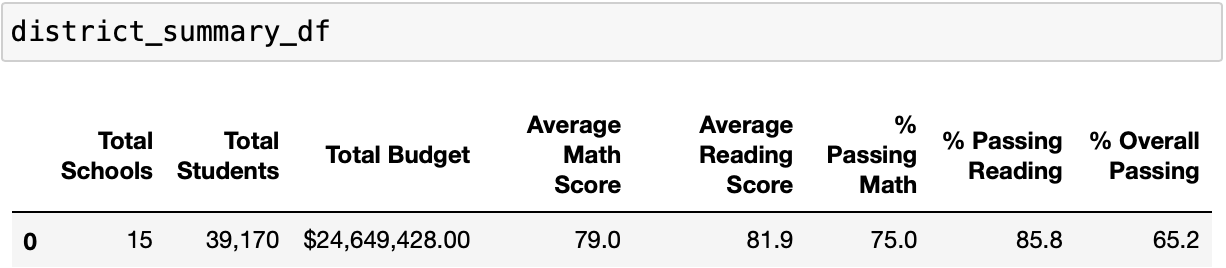 district_summary_df
Total Schools Total Students Total Budget Average Math Score Average Reading Score % Passing Math % Passing Reading % Overall Passing
0 15 39,170 $24,649,428.00 79.0 81.9 75.0 85.8 65.2